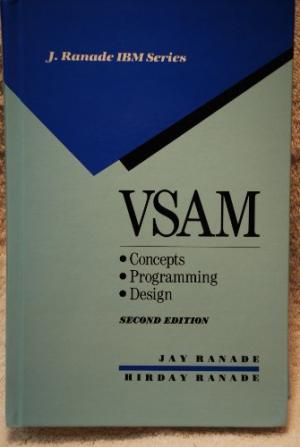 J. Ranade IBM Series
VSAM
• Concepts
• Programming
• Design
SECOND EDITION
JAY RANADE
HIRDAY RANADE